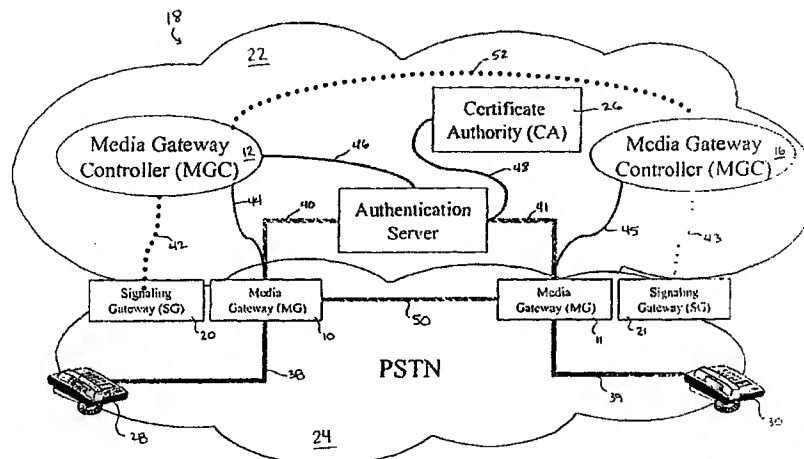 18
22
52
Certificate
Authority (CA)
26
Media Gateway
Controller (MGC)
12
Media Gateway
Controller (MGC)
16
46
48
44
40
Authentication
Server
41
42
45
43
Signaling
Gateway (SG)
20
Media
Gateway (MG)
10
50
Media
Gateway (MG)
11
Signaling
Gateway (SG)
21
38
PSTN
39
28
24
30